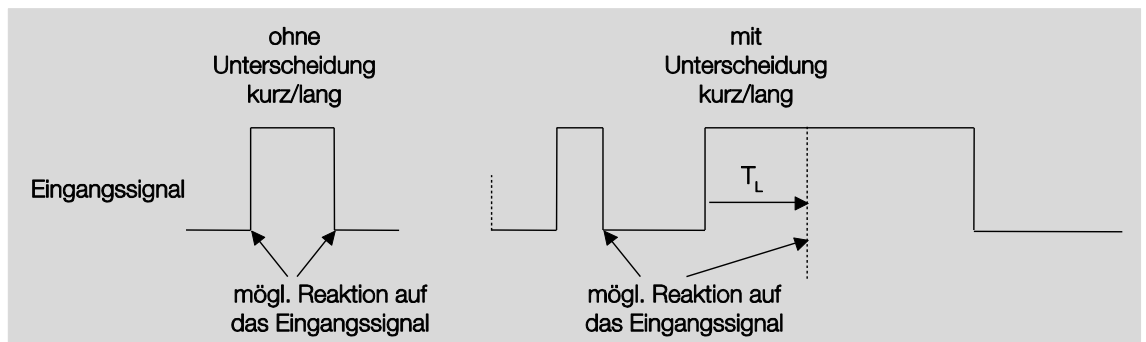 ohne
Unterscheidung
kurz/lang
mit
Unterscheidung
kurz/lang
Eingangssignal
TL
mögl. Reaktion auf
das Eingangssignal
mögl. Reaktion auf
das Eingangssignal